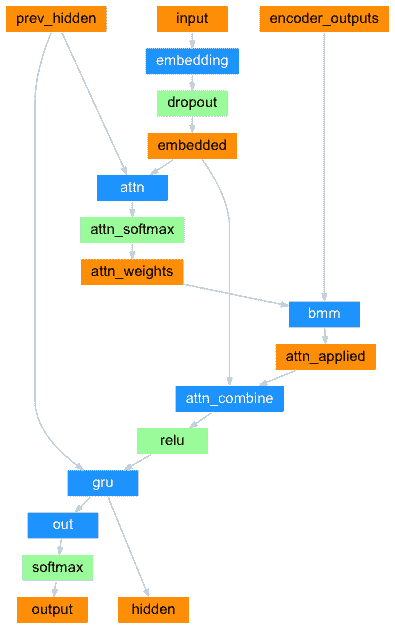 prev_hidden
input
encoder_outputs
embedding
dropout
embedded
attn
attn_softmax
attn_weights
bmm
attn_applied
attn_combine
relu
gru
out
softmax
output
hidden